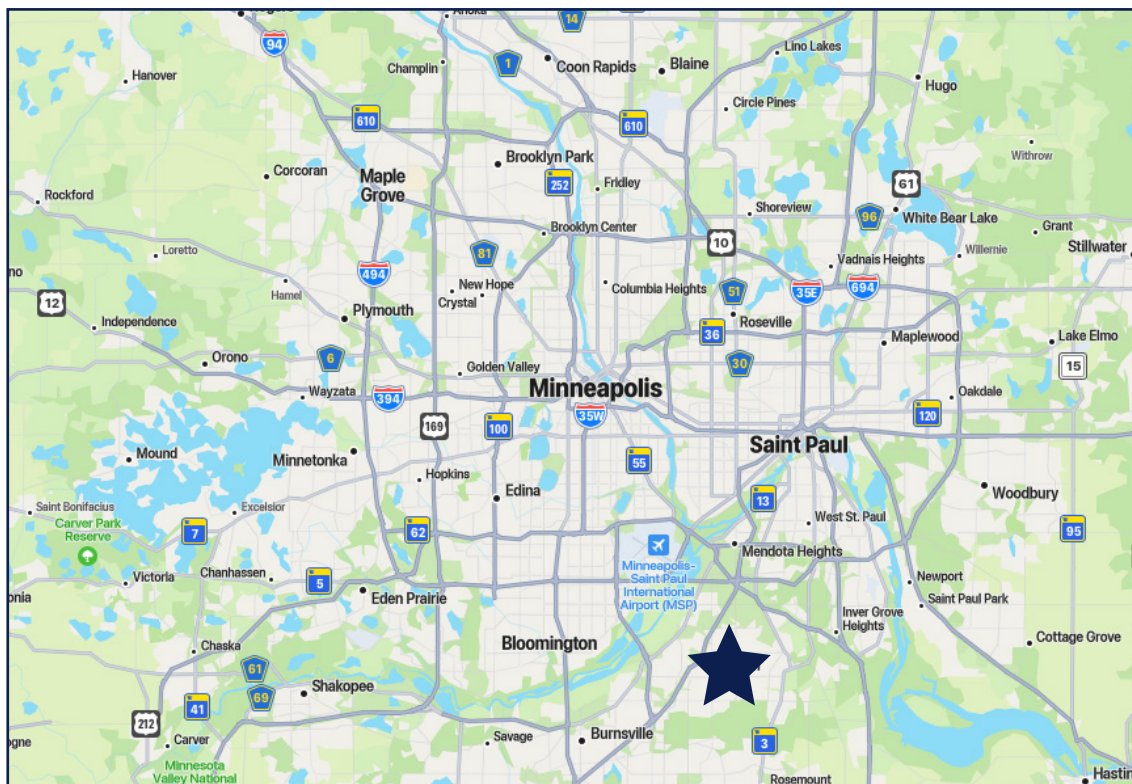 Hanover
94
Champlin
14
1
Coon Rapids
Blaine
Lino Lakes
Hugo
Circle Pines
610
610
Corcoran
Maple
Grove
Brooklyn Park
252
Fridley
Withrow
Rockford
61
Shoreview
96
White Bear Lake
Grant
Stillwater
Brooklyn Center
10
Willernie
Loretto
81
Vadnais Heights
494
New Hope
Columbia Heights
51
35E
694
Hamel
Crystal
12
Independence
Plymouth
Roseville
36
Maplewood
Lake Elmo
Orono
6
Golden Valley
30
15
Wayzata
394
Minneapolis
35W
Oakdale
120
169
100
Saint Paul
Mound
Minnetonka
55
Hopkins
Edina
13
Woodbury
Saint Bonifacius
Excelsior
Carver Park
Reserve
7
62
West St. Paul
95
Mendota Heights
Minneapolis-
Saint Paul
International
Airport (MSP)
Victoria
Chanhassen
5
Eden Prairie
Newport
Saint Paul Park
Inver Grove
Heights
Chaska
Bloomington
Cottage Grove
61
69
Shakopee
41
212
Carver
Savage
Burnsville
3
Minnesota
Valley National
Rosemount